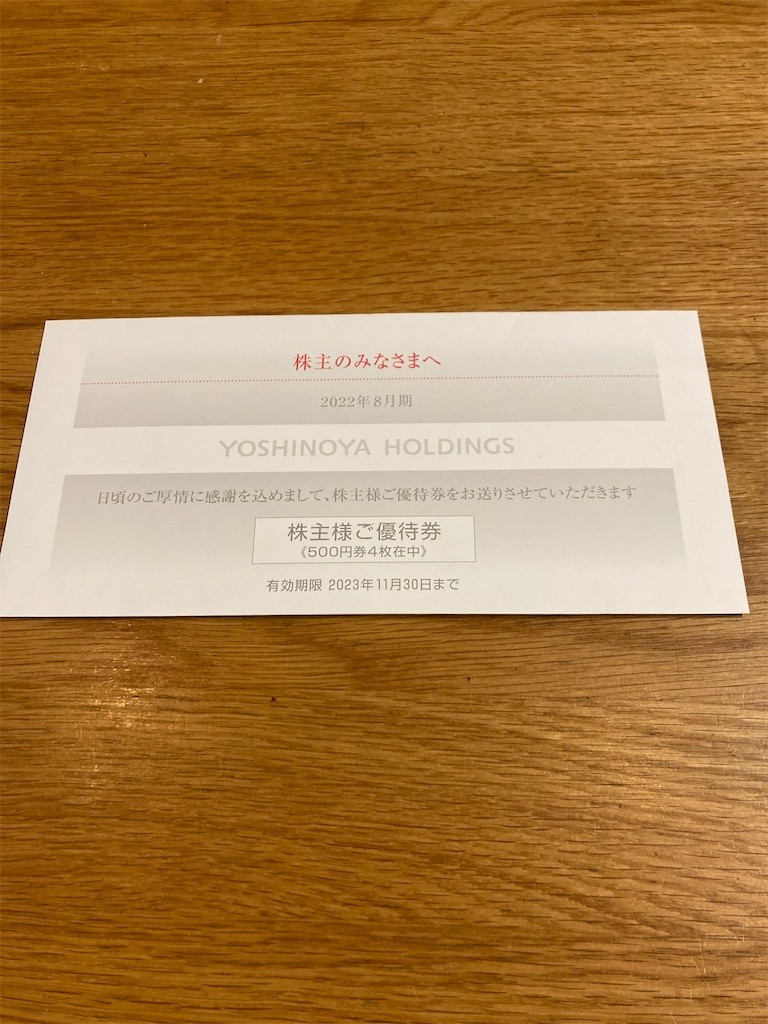 株主のみなさまへ
2022年8月期
YOSHINOYA HOLDINGS
日頃のご厚情に感謝を込めまして、株主様ご優待券をお送りさせていただきます
株主様ご優待券
《500円券4枚在中》
有効期限 2023年11月30日まで